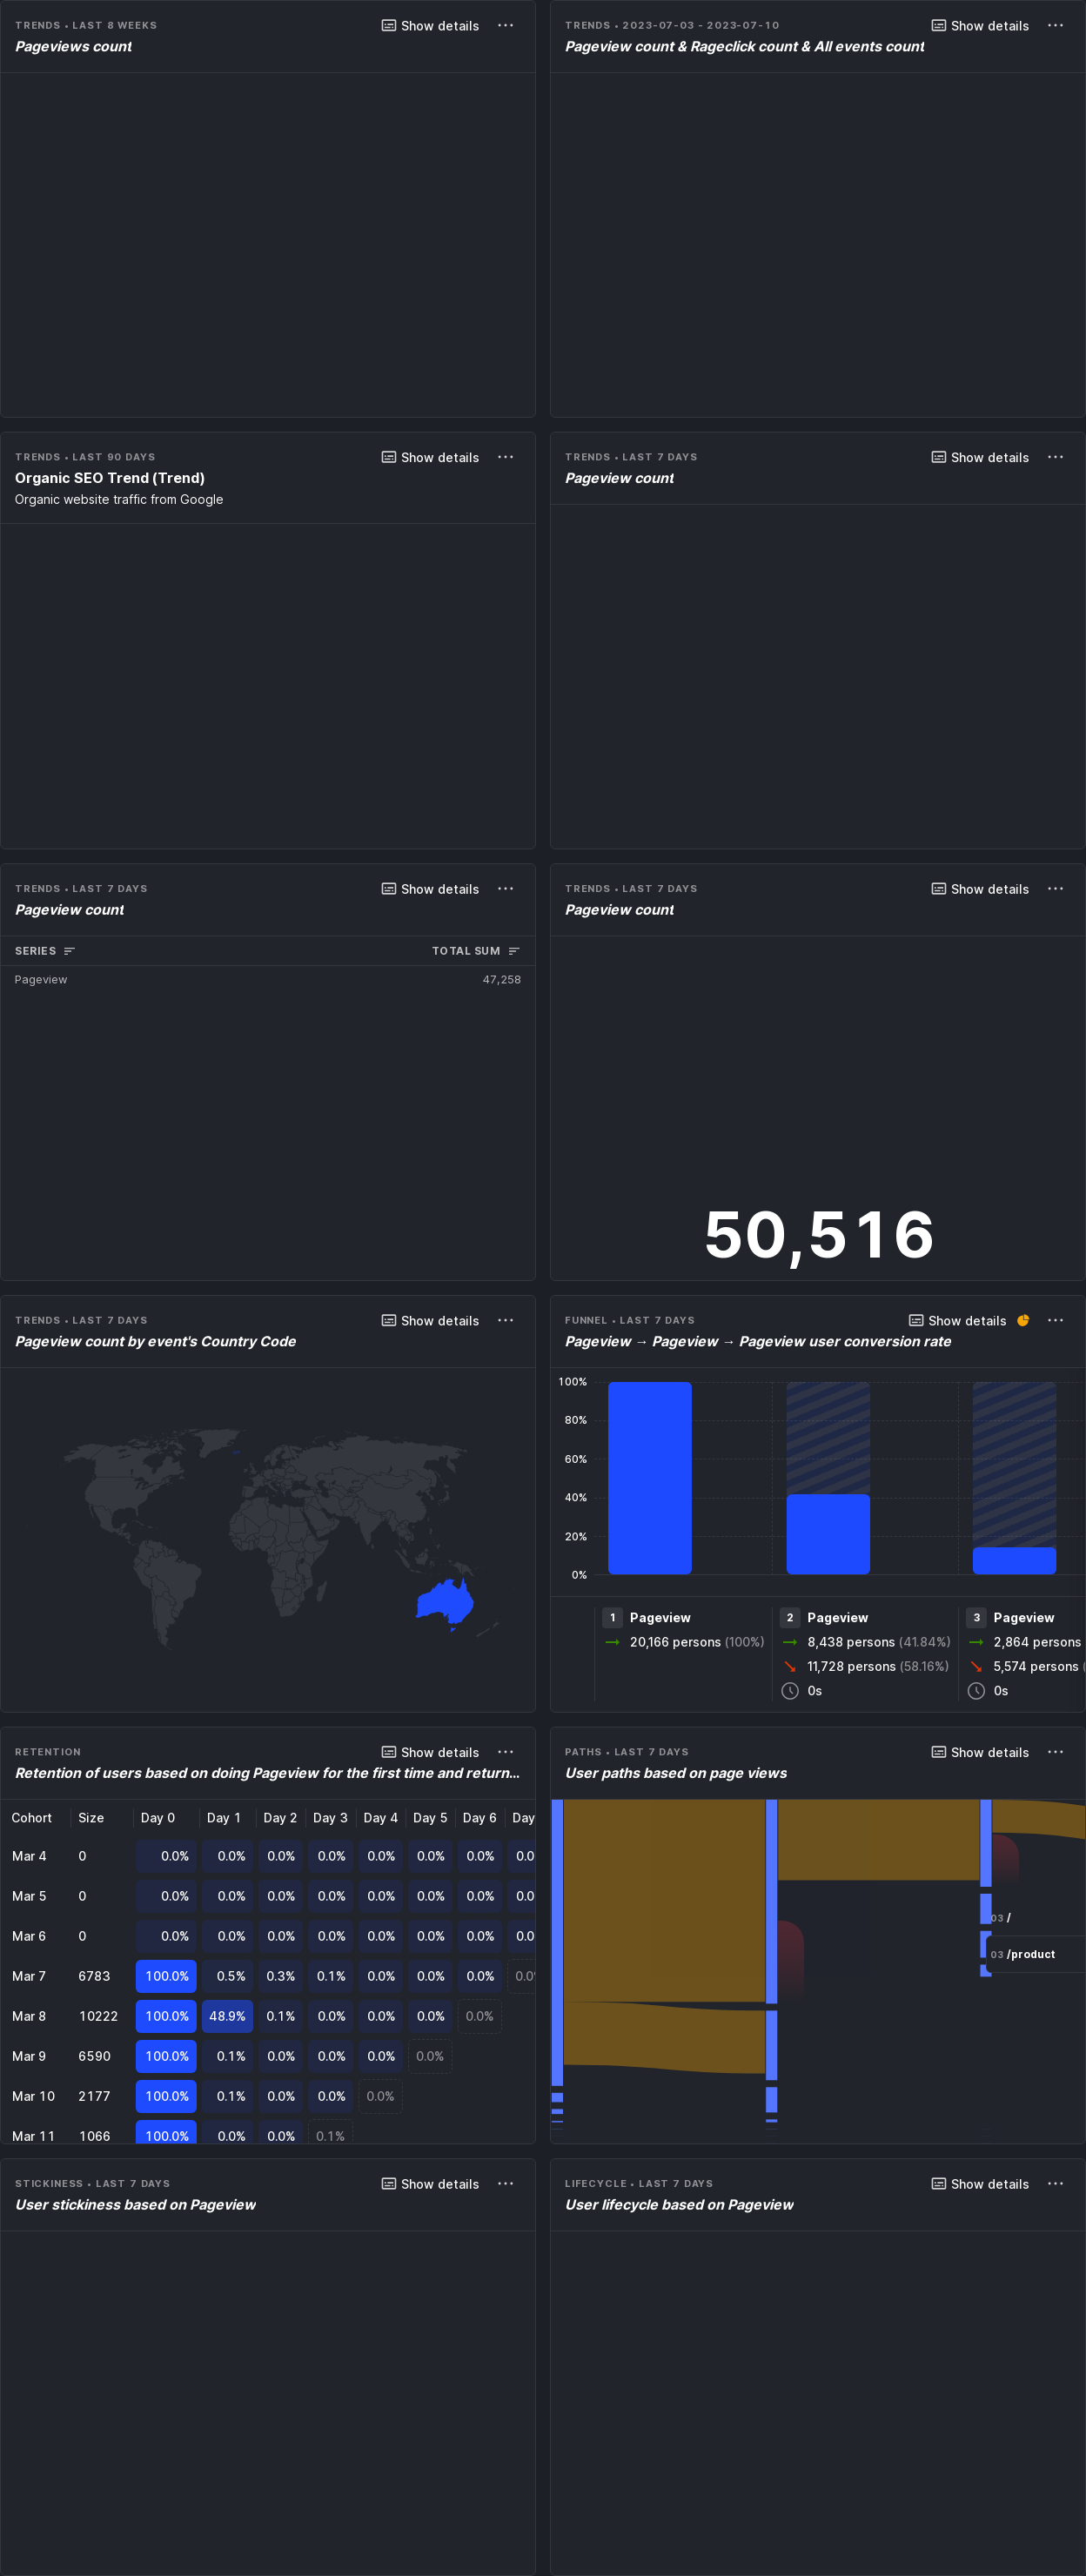 TRENDS • LAST 8 WEEKS
Show details
Pageviews count
TRENDS • 2023-07-03 - 2023-07-10
Show details
Pageview count & Rageclick count & All events count
TRENDS • LAST 90 DAYS
Show details
Organic SEO Trend (Trend)
Organic website traffic from Google
TRENDS • LAST 7 DAYS
Show details
Pageview count
TRENDS • LAST 7 DAYS
Show details
Pageview count
SERIES TOTAL SUM
Pageview 47,258
TRENDS • LAST 7 DAYS
Show details
Pageview count
50,516
TRENDS • LAST 7 DAYS
Show details
Pageview count by event's Country Code
FUNNEL • LAST 7 DAYS
Show details
Pageview → Pageview → Pageview user conversion rate
100%
80%
60%
40%
20%
0%
1 Pageview
20,166 persons (100%)
2 Pageview
8,438 persons (41.84%)
11,728 persons (58.16%)
0s
3 Pageview
2,864 persons
5,574 persons (
0s
RETENTION
Show details
Retention of users based on doing Pageview for the first time and return...
Cohort Size Day 0 Day 1 Day 2 Day 3 Day 4 Day 5 Day 6 Day
Mar 4 0 0.0% 0.0% 0.0% 0.0% 0.0% 0.0% 0.0% 0.0
Mar 5 0 0.0% 0.0% 0.0% 0.0% 0.0% 0.0% 0.0% 0.0
Mar 6 0 0.0% 0.0% 0.0% 0.0% 0.0% 0.0% 0.0% 0.0
Mar 7 6783 100.0% 0.5% 0.3% 0.1% 0.0% 0.0% 0.0% 0.0%
Mar 8 10222 100.0% 48.9% 0.1% 0.0% 0.0% 0.0% 0.0%
Mar 9 6590 100.0% 0.1% 0.0% 0.0% 0.0% 0.0%
Mar 10 2177 100.0% 0.1% 0.0% 0.0% 0.0%
Mar 11 1066 100.0% 0.0% 0.0% 0.1%
PATHS • LAST 7 DAYS
Show details
User paths based on page views
03 /
03 /product
STICKINESS • LAST 7 DAYS
Show details
User stickiness based on Pageview
LIFECYCLE • LAST 7 DAYS
Show details
User lifecycle based on Pageview